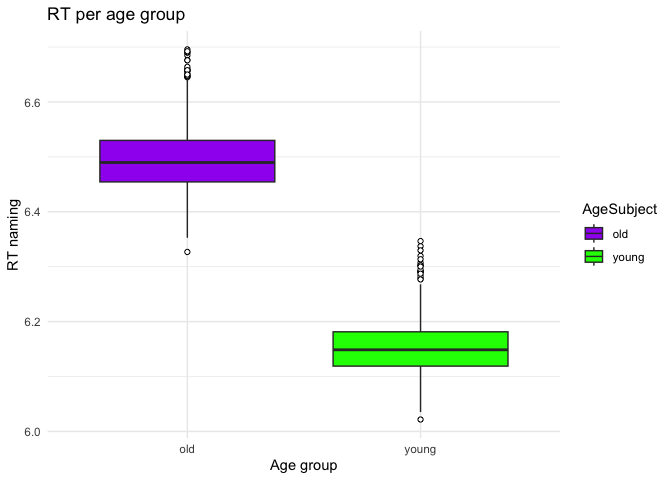 RT per age group
6.6
6.4
6.2
6.0
RT naming
old
young
Age group
AgeSubject
old
young